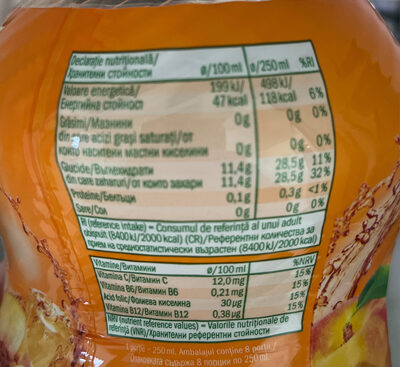 Declarație nutrițională/ ø/100 ml ø/250 ml %RI
Хранителни стойности
Valoare energetică/ 199 kJ/ 498 kJ/
Енергийна стойност 47 kcal 118 kcal 6%
Grăsimi/Мазнини 0g 0g 0%
din care acizi grași saturați/от
които наситени мастни киселини 0g 0g 0%
Glucide/Въглехидрати 11,4g 28,5g 11%
din care zaharuri/от които захари 11,4g 28,5g 32%
Proteine/Белтъци 0,1g 0,3g <1%
Sare/Сол 0g 0g 0%
RI (reference intake) = Consumul de referință al unui adult
obișnuit (8400 kJ/2000 kcal) (CR)/Референтни количества за
прием на средностатистически възрастен (8400 kJ/2000 kcal)
Vitamine/Витамини ø/100 ml %NRV
Vitamina C/Витамин C 12,0 mg 15%
Vitamina B6/Витамин B6 0,21 mg 15%
Acid folic/Фолиева киселина 30 µg 15%
Vitamina B12/Витамин B12 0,38 µg 15%
NRV (nutrient reference values) = Valorile nutriționale de
referință (VNR)/Хранителни референтни стойности
1 porție - 250 ml. Ambalajul conține 8 porții /
Опаковката съдържа 8 порции по 250 ml.